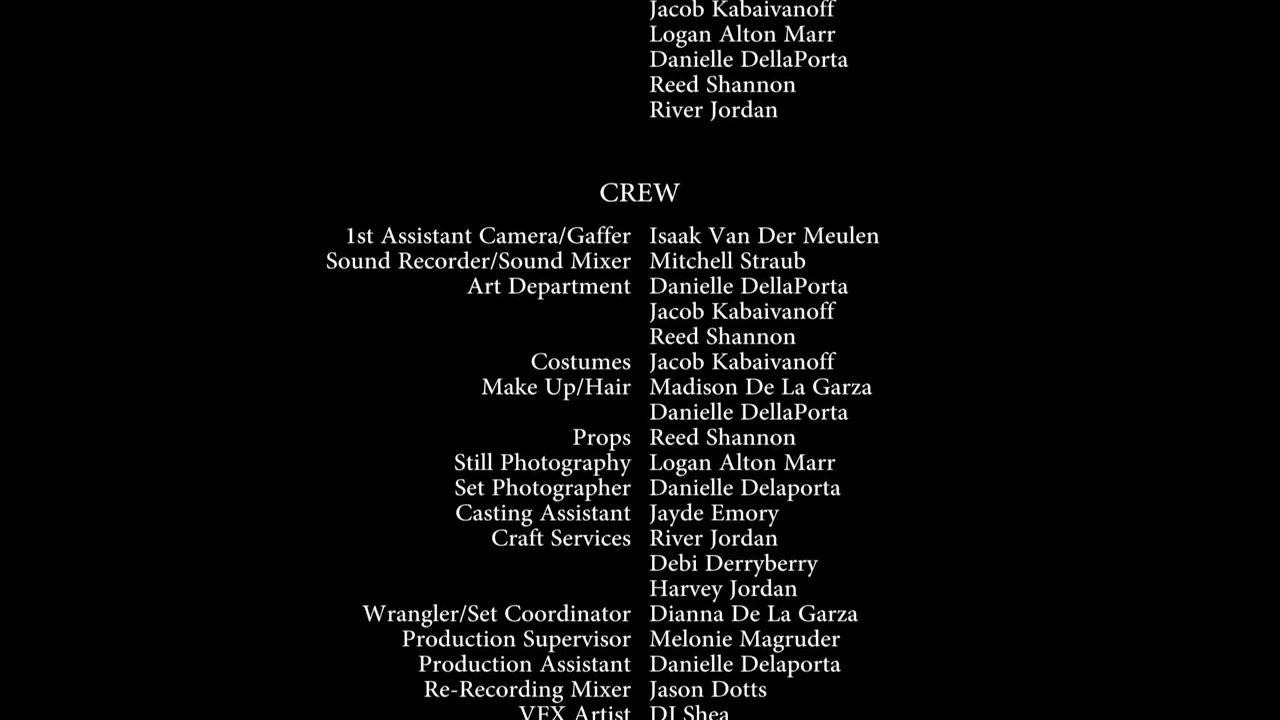 Jacob Kabaivanoff
Logan Alton Marr
Danielle DellaPorta
Reed Shannon
River Jordan
CREW
1st Assistant Camera/Gaffer Isaak Van Der Meulen
Sound Recorder/Sound Mixer Mitchell Straub
Art Department Danielle DellaPorta
Jacob Kabaivanoff
Reed Shannon
Costumes Jacob Kabaivanoff
Make Up/Hair Madison De La Garza
Danielle DellaPorta
Props Reed Shannon
Still Photography Logan Alton Marr
Set Photographer Danielle Delaporta
Casting Assistant Jayde Emory
Craft Services River Jordan
Debi Derryberry
Harvey Jordan
Wrangler/Set Coordinator Dianna De La Garza
Production Supervisor Melonie Magruder
Production Assistant Danielle Delaporta
Re-Recording Mixer Jason Dotts
VFX Artist DJ Shea